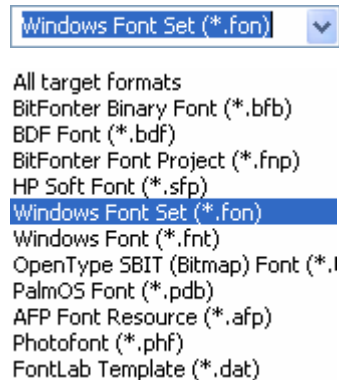 Windows Font Set (*.fon)
All target formats
BitFonter Binary Font (*.bfb)
BDF Font (*.bdf)
BitFonter Font Project (*.fnp)
HP Soft Font (*.sfp)
Windows Font Set (*.fon)
Windows Font (*.fnt)
OpenType SBIT (Bitmap) Font (*.
PalmOS Font (*.pdb)
AFP Font Resource (*.afp)
Photofont (*.phf)
FontLab Template (*.dat)